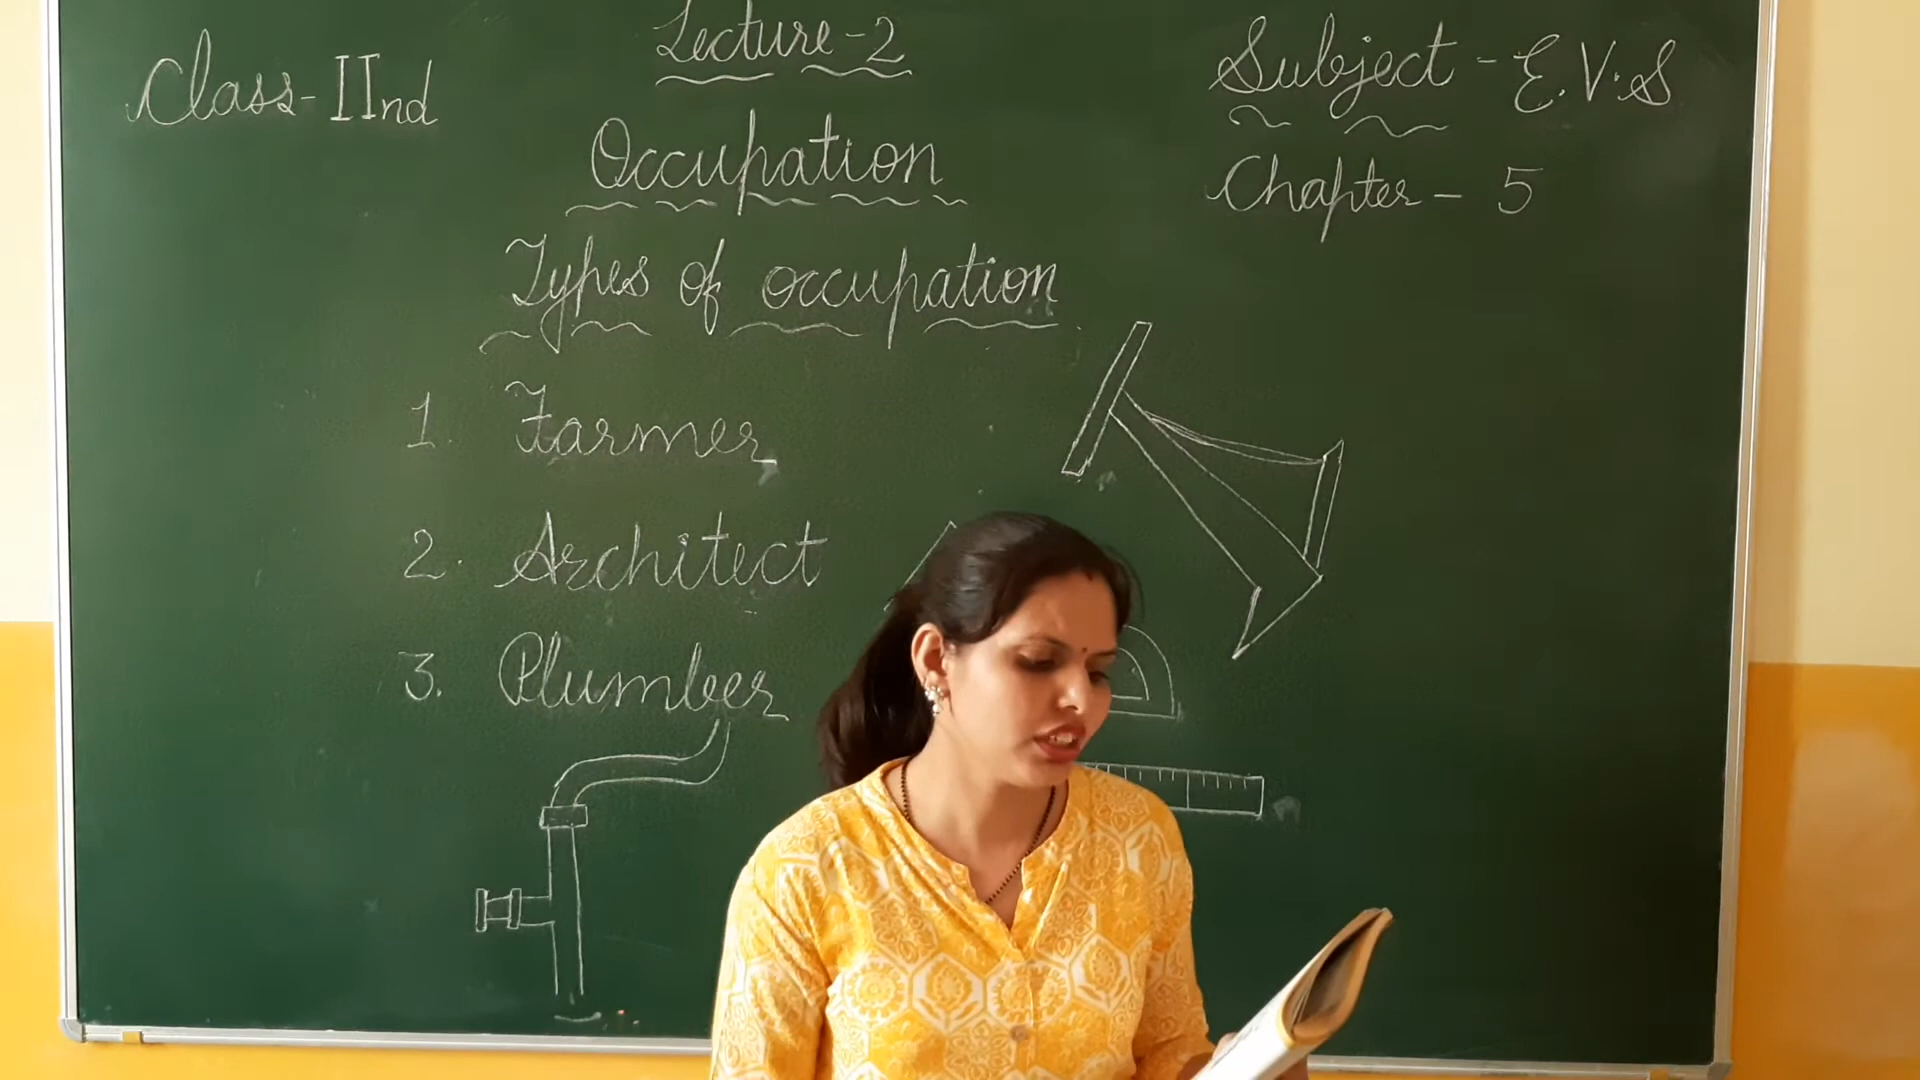 Class-IInd
Lecture-2
Subject - E.V.S
Occupation
Chapter - 5
Types of occupation
1. Farmer
2. Architect
3. Plumber